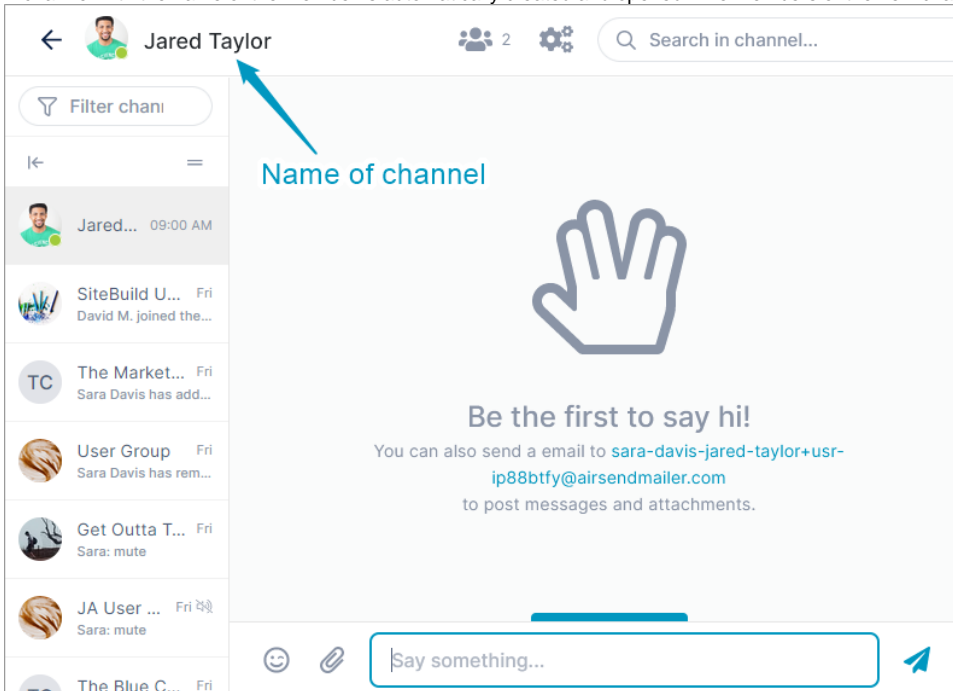 Jared Taylor
2
Search in channel...
Filter chan
Name of channel
Jared... 09:00 AM
SiteBuild U... Fri
David M. joined the...
TC
The Market... Fri
Sara Davis has add...
User Group Fri
Sara Davis has rem...
Get Outta T... Fri
Sara: mute
JA User ... Fri
Sara: mute
The Blue C... Fri
Be the first to say hi!
You can also send a email to sara-davis-jared-taylor+usr-
ip88btfy@airsendmailer.com
to post messages and attachments.
Say something...